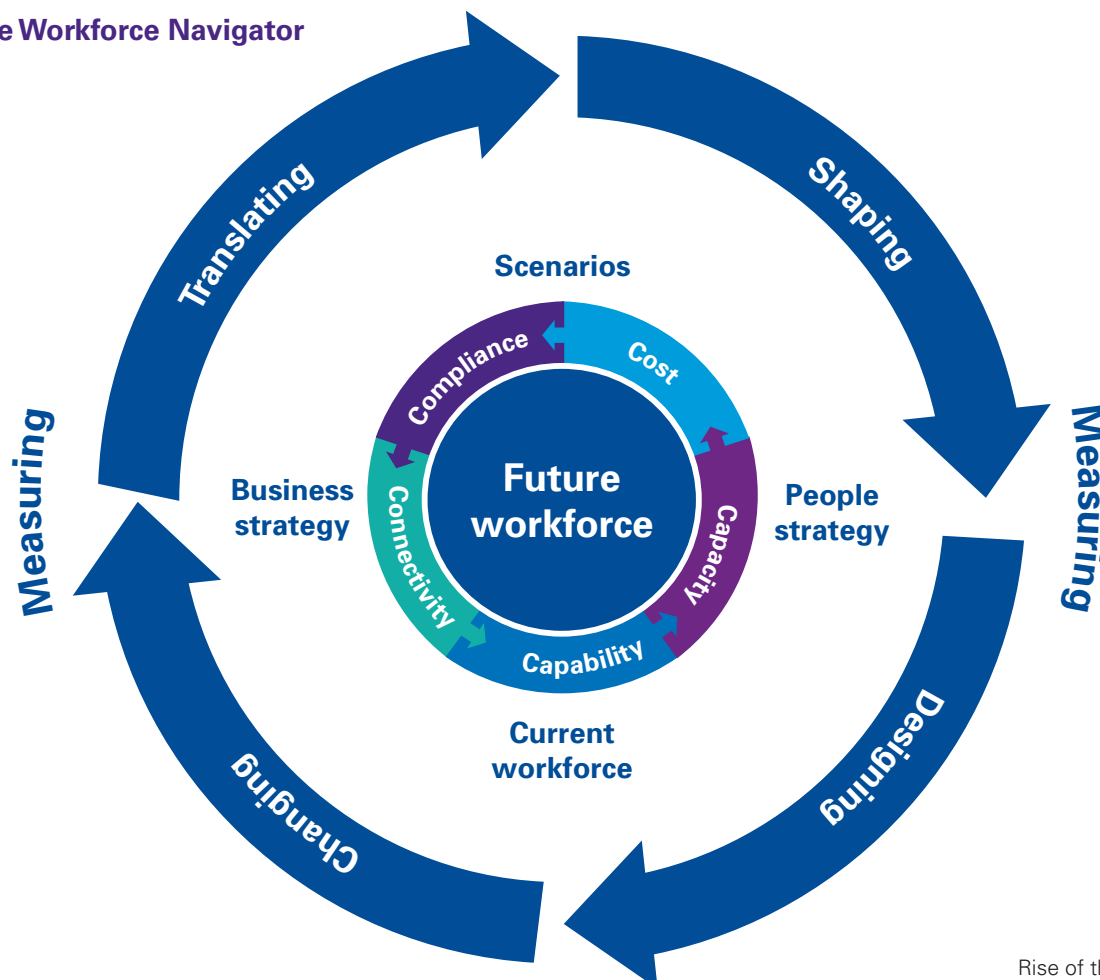 e Workforce Navigator
Translating
Shaping
Scenarios
Compliance
Cost
Measuring
Business
strategy
Connectivity
Future
workforce
Capacity
People
strategy
Measuring
Capability
Current
workforce
Changing
Designing
Rise of th